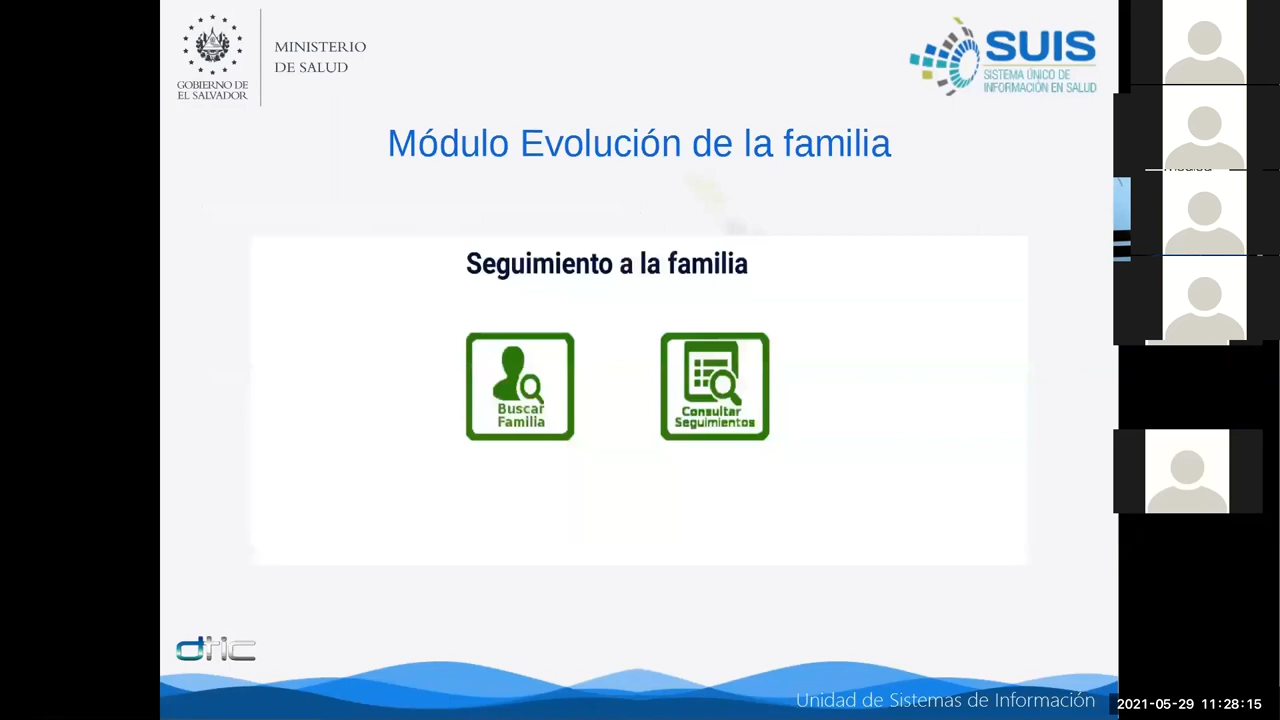 MINISTERIO
DE SALUD
GOBIERNO DE
EL SALVADOR
SUIS
SISTEMA ÚNICO DE
INFORMACIÓN EN SALUD
Módulo Evolución de la familia
Seguimiento a la familia
Buscar
Familia
Consultar
Seguimientos
dtic
Unidad de Sistemas de Información
2021-05-29 11:28:15